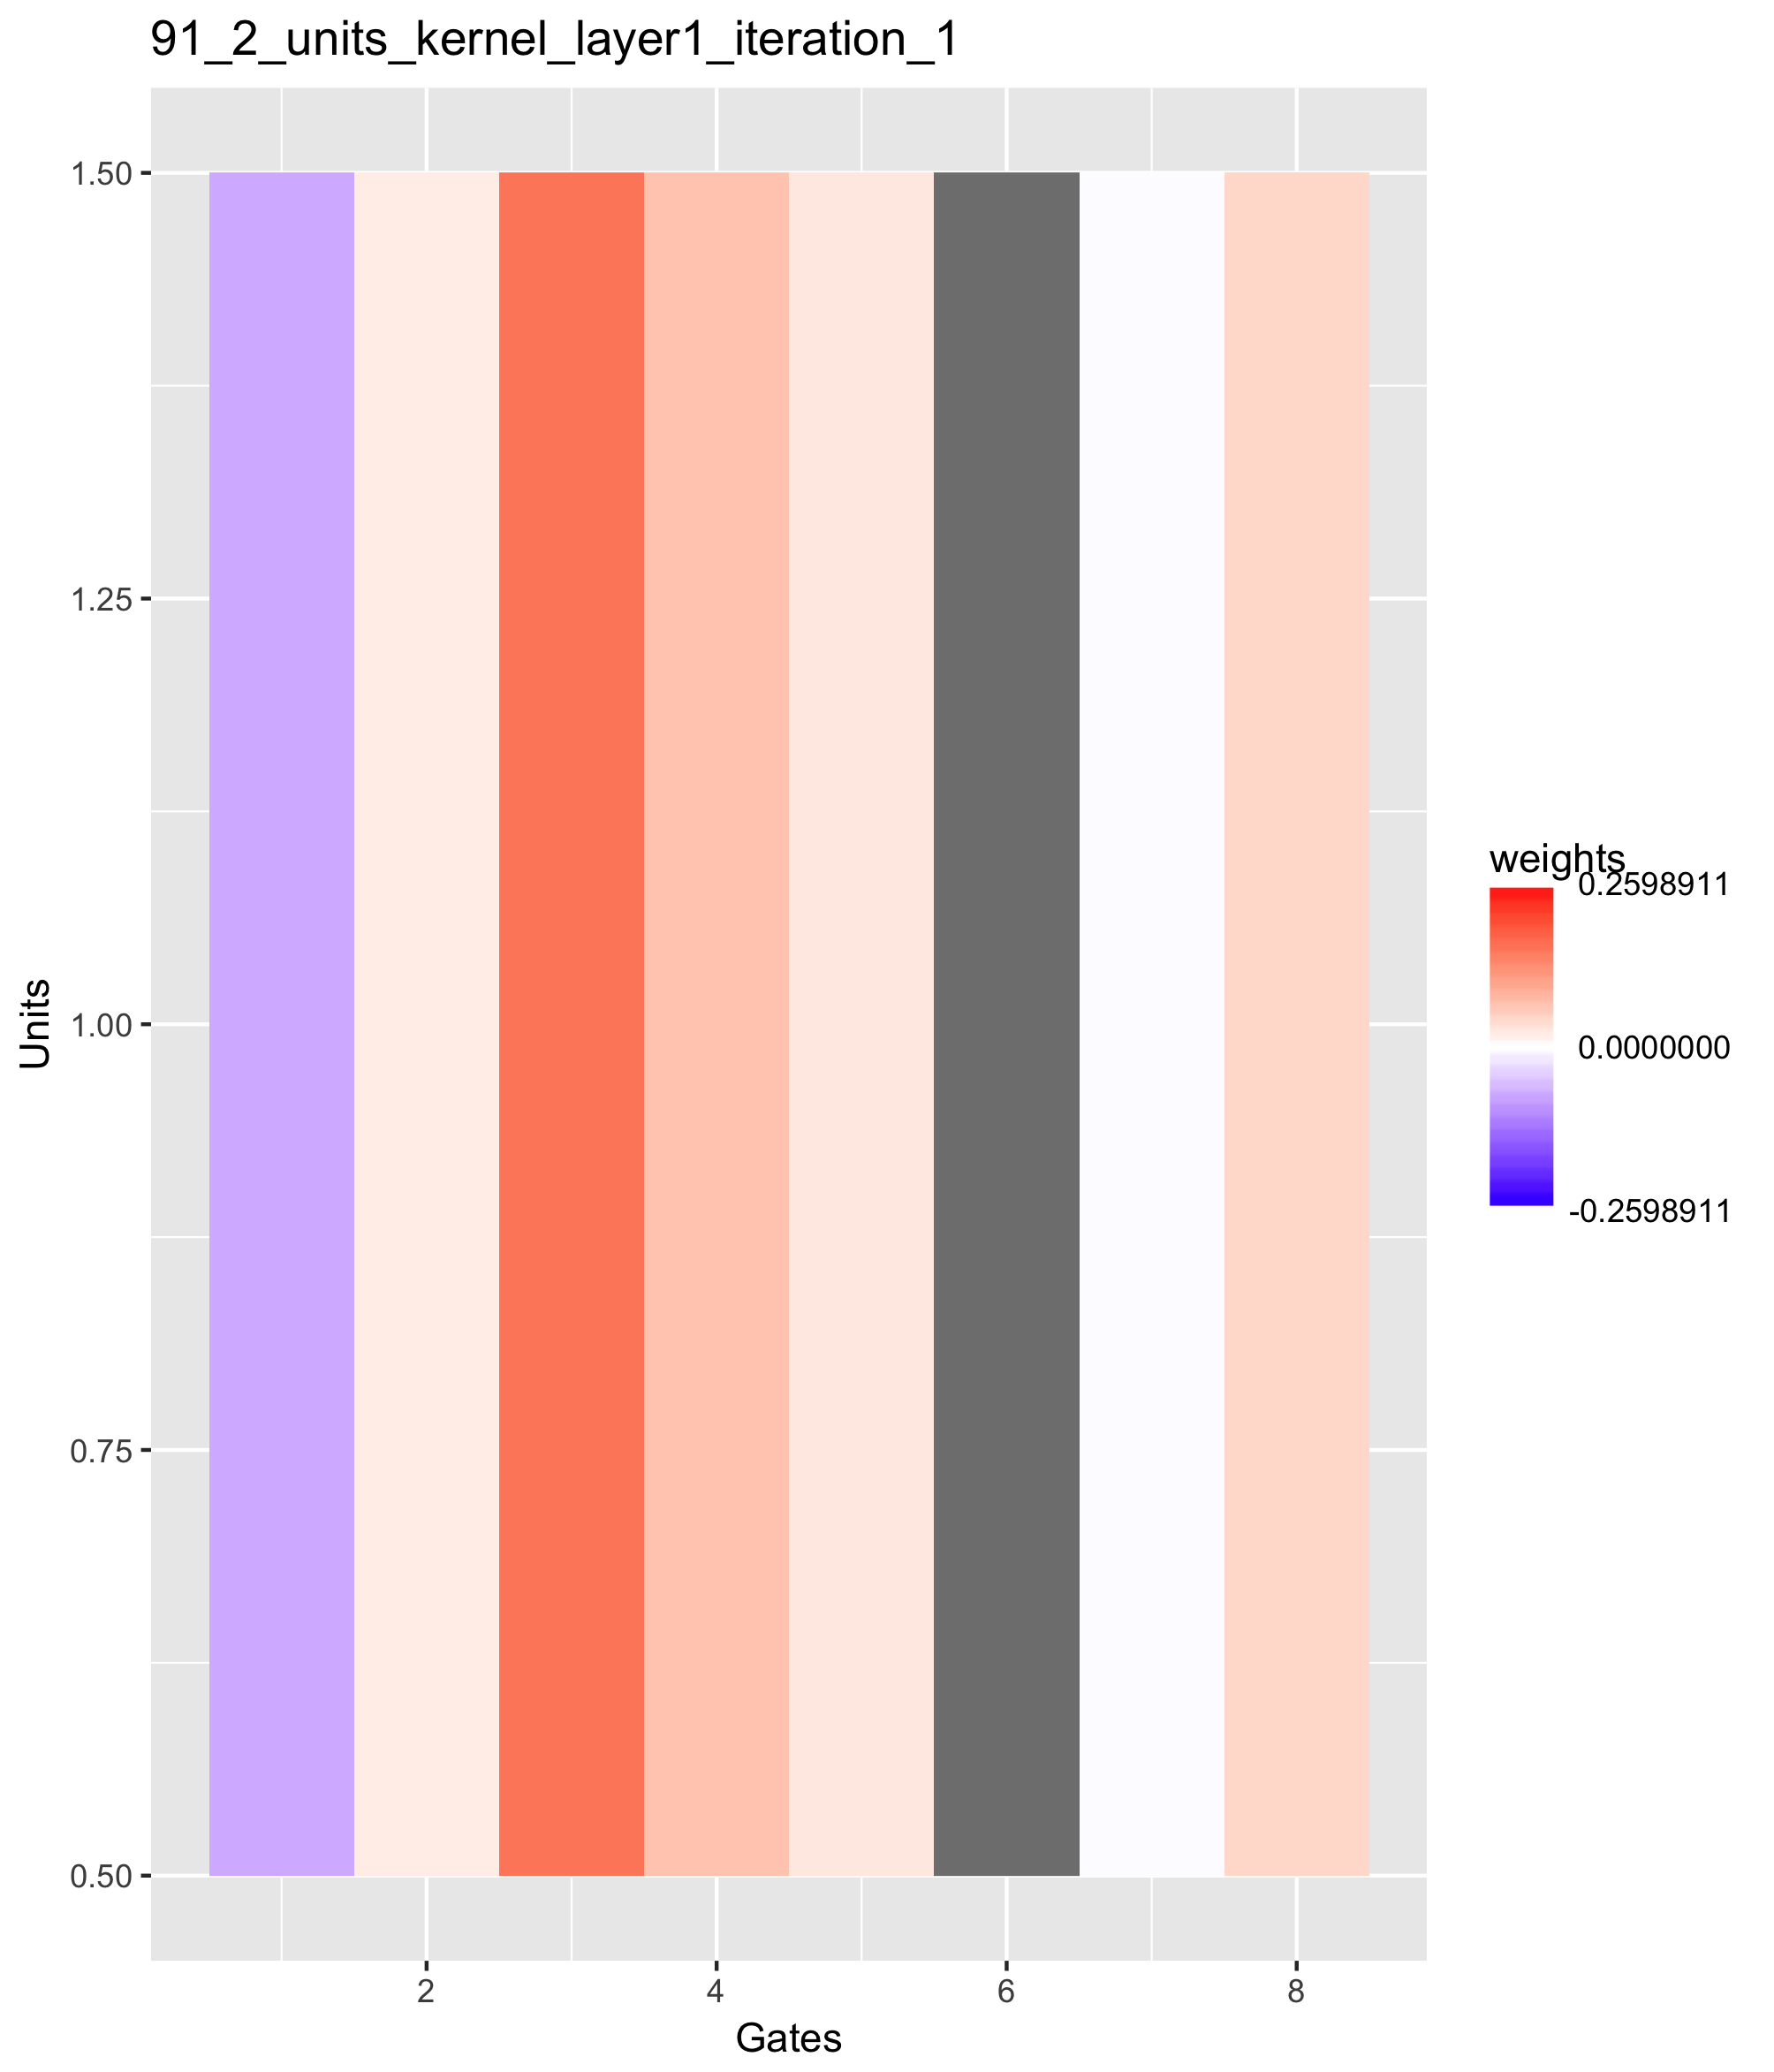 91_2_units_kernel_layer1_iteration_1
1.50
1.25
1.00
0.75
0.50
Units
2 4 6 8
Gates
weights
0.2598911
0.0000000
-0.2598911